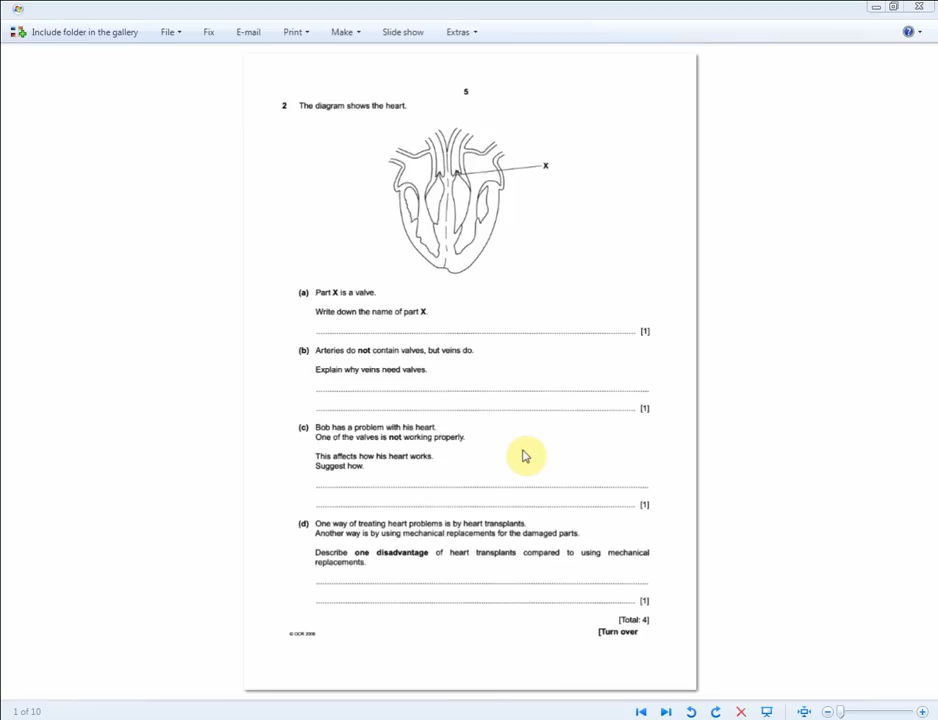 Include folder in the gallery File Fix E-mail Print Make Slide show Extras
5
2 The diagram shows the heart.
X
(a) Part X is a valve.
Write down the name of part X.
[1]
(b) Arteries do not contain valves, but veins do.
Explain why veins need valves.
[1]
(c) Bob has a problem with his heart.
One of the valves is not working properly.
This affects how his heart works.
Suggest how.
[1]
(d) One way of treating heart problems is by heart transplants.
Another way is by using mechanical replacements for the damaged parts.
Describe one disadvantage of heart transplants compared to using mechanical
replacements.
[1]
[Total: 4]
© OCR 2008
[Turn over
1 of 10